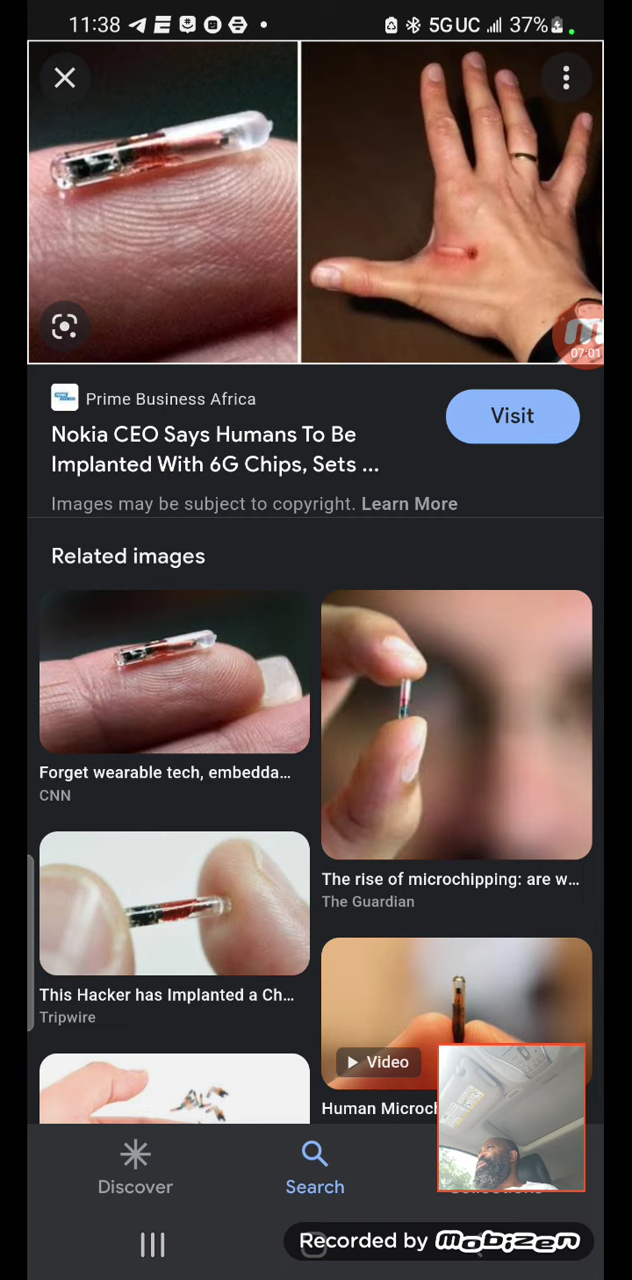 11:38
5G UC
37%
07:01
Prime Business Africa
Visit
Nokia CEO Says Humans To Be
Implanted With 6G Chips, Sets ...
Images may be subject to copyright. Learn More
Related images
Forget wearable tech, embedda...
CNN
The rise of microchipping: are w...
The Guardian
This Hacker has Implanted a Ch...
Tripwire
Video
Human
Discover
Search
Recorded by mobizen